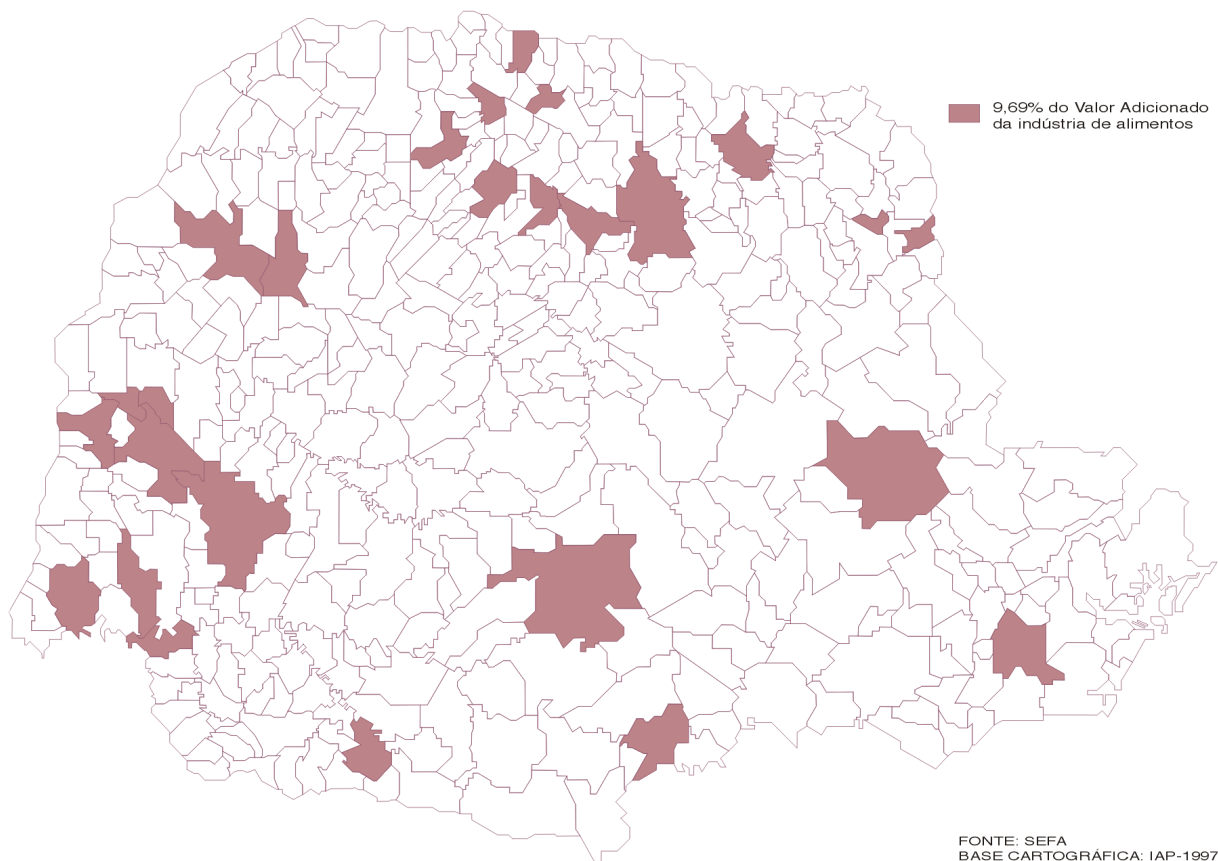 9,69% do Valor Adicionado
da indústria de alimentos
FONTE: SEFA
BASE CARTOGRÁFICA: IAP-1997